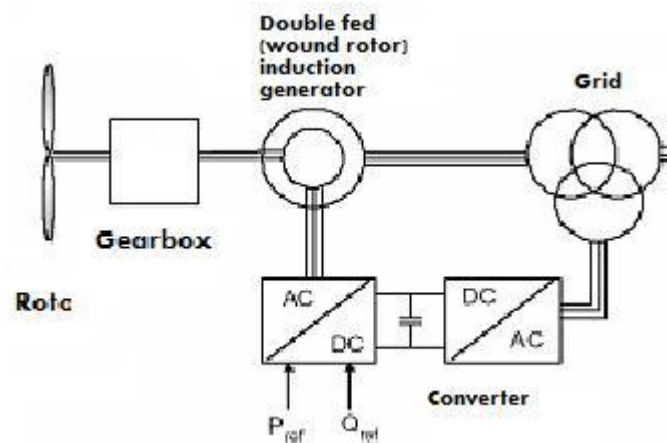 Double fed
(wound rotor)
induction
generator
Grid
Gearbox
Rotc
AC
DC
DC
AC
Converter
P_ref
Q_ref